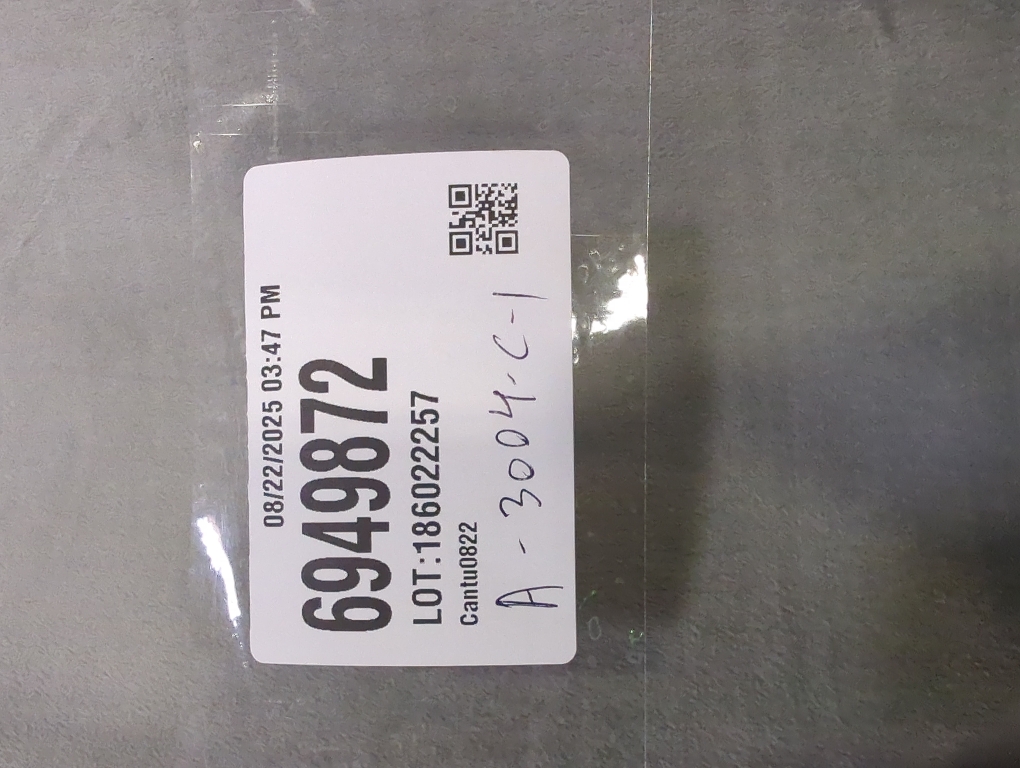 08/22/2025 03:47 PM
6949872
LOT:186022257
Cantu0822
A - 3004-C-1